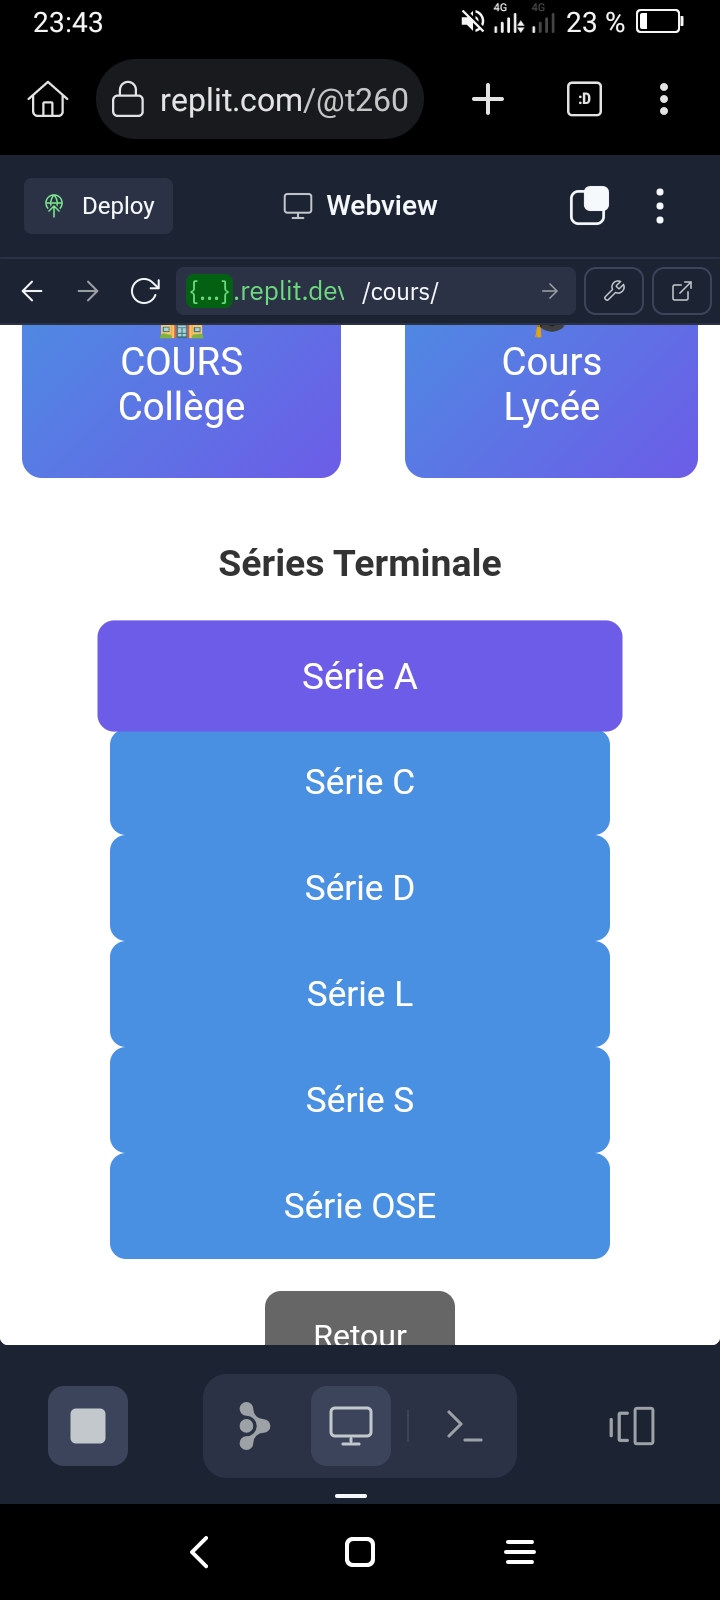 23:43
4G 4G 23 %
replit.com/@t260
:D
Deploy
Webview
{...}.replit.dev /cours/
COURS
Collège
Cours
Lycée
Séries Terminale
Série A
Série C
Série D
Série L
Série S
Série OSE
Retour